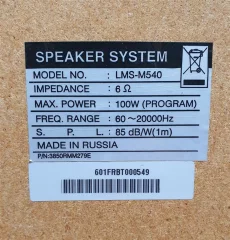 SPEAKER SYSTEM
MODEL NO. : LMS-M540
IMPEDANCE : 6 Ω
MAX. POWER : 100W (PROGRAM)
FREQ. RANGE : 60 ~ 20000Hz
S. P. L. : 85 dB/W(1m)
MADE IN RUSSIA
P/N:3850RMM279E
601FRBT000549